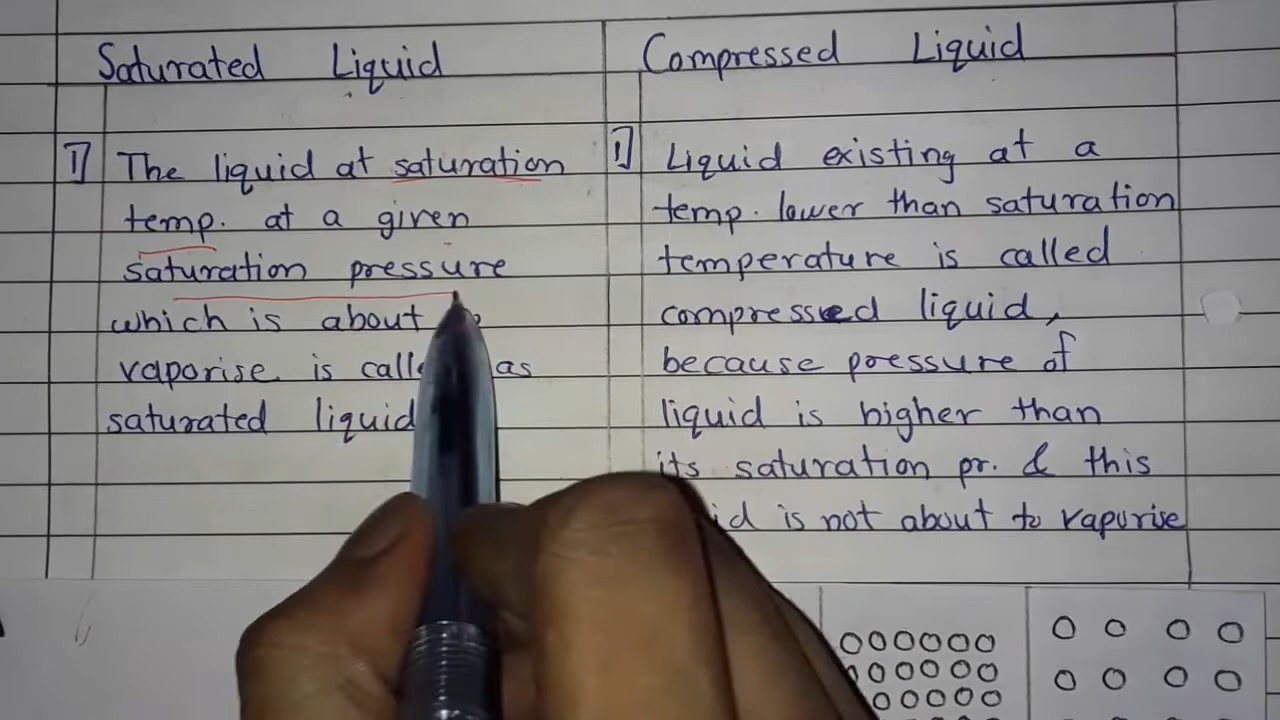 Saturated Liquid
1] The liquid at saturation
temp. at a given
saturation pressure
which is about
vaporise is as
saturated liquid
Compressed Liquid
1] Liquid existing at a
temp. lower than saturation
temperature is called
compressed liquid,
because pressure of
liquid is higher than
its saturation pr. & this
is not about to vaporise